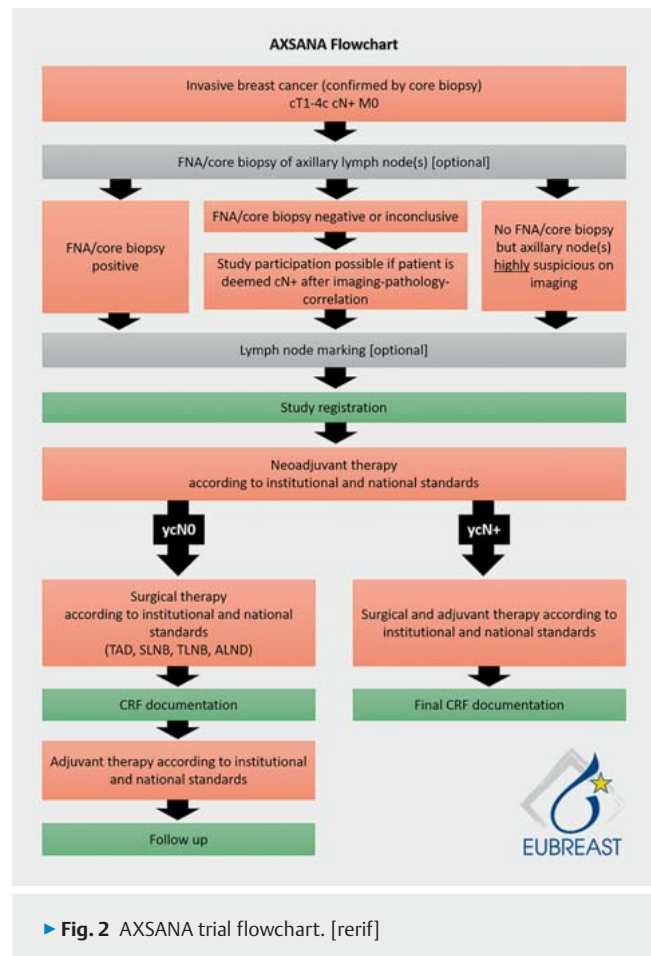 AXSANA Flowchart
Invasive breast cancer (confirmed by core biopsy)
cT1-4c cN+ M0
FNA/core biopsy of axillary lymph node(s) [optional]
FNA/core biopsy
positive
FNA/core biopsy negative or inconclusive
Study participation possible if patient is
deemed cN+ after imaging-pathology-
correlation
No FNA/core biopsy
but axillary node(s)
highly suspicious on
imaging
Lymph node marking [optional]
Study registration
Neoadjuvant therapy
according to institutional and national standards
ycN0
ycN+
Surgical therapy
according to institutional and national
standards
(TAD, SLNB, TLNB, ALND)
Surgical and adjuvant therapy according to
institutional and national standards
CRF documentation
Final CRF documentation
Adjuvant therapy according to institutional
and national standards
Follow up
EUBREAST
▶ Fig. 2 AXSANA trial flowchart. [rerif]